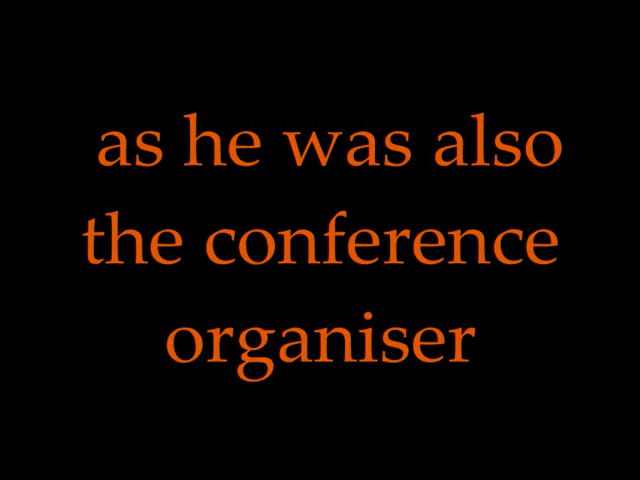 as he was also
the conference
organiser